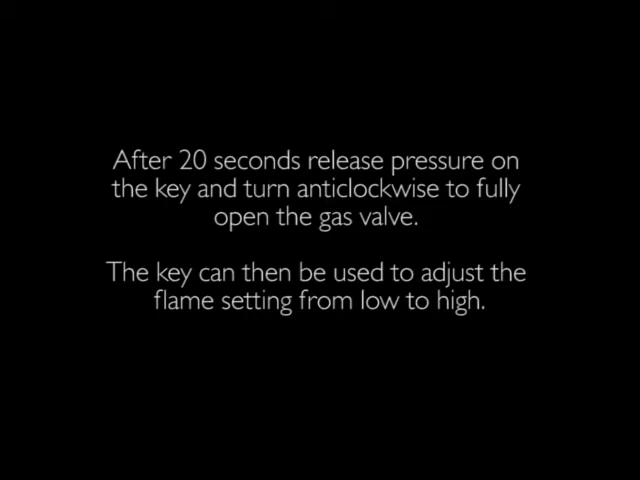 After 20 seconds release pressure on
the key and turn anticlockwise to fully
open the gas valve.
The key can then be used to adjust the
flame setting from low to high.